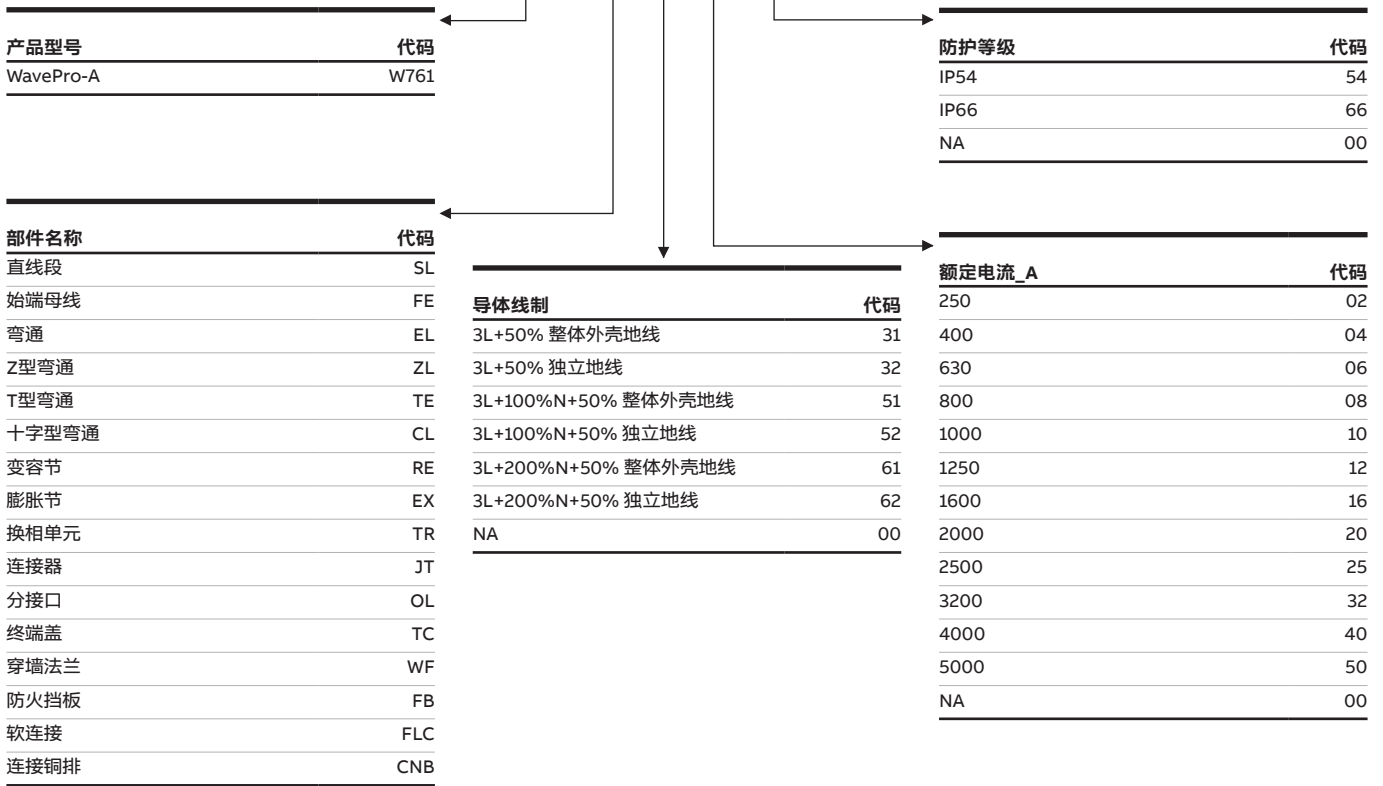 产品型号 代码
WavePro-A W761
防护等级 代码
IP54 54
IP66 66
NA 00
部件名称 代码
直线段 SL
始端母线 FE
弯通 EL
Z型弯通 ZL
T型弯通 TE
十字型弯通 CL
变容节 RE
膨胀节 EX
换相单元 TR
连接器 JT
分接口 OL
终端盖 TC
穿墙法兰 WF
防火挡板 FB
软连接 FLC
连接铜排 CNB
导体线制 代码
3L+50% 整体外壳地线 31
3L+50% 独立地线 32
3L+100%N+50% 整体外壳地线 51
3L+100%N+50% 独立地线 52
3L+200%N+50% 整体外壳地线 61
3L+200%N+50% 独立地线 62
NA 00
额定电流_A 代码
250 02
400 04
630 06
800 08
1000 10
1250 12
1600 16
2000 20
2500 25
3200 32
4000 40
5000 50
NA 00